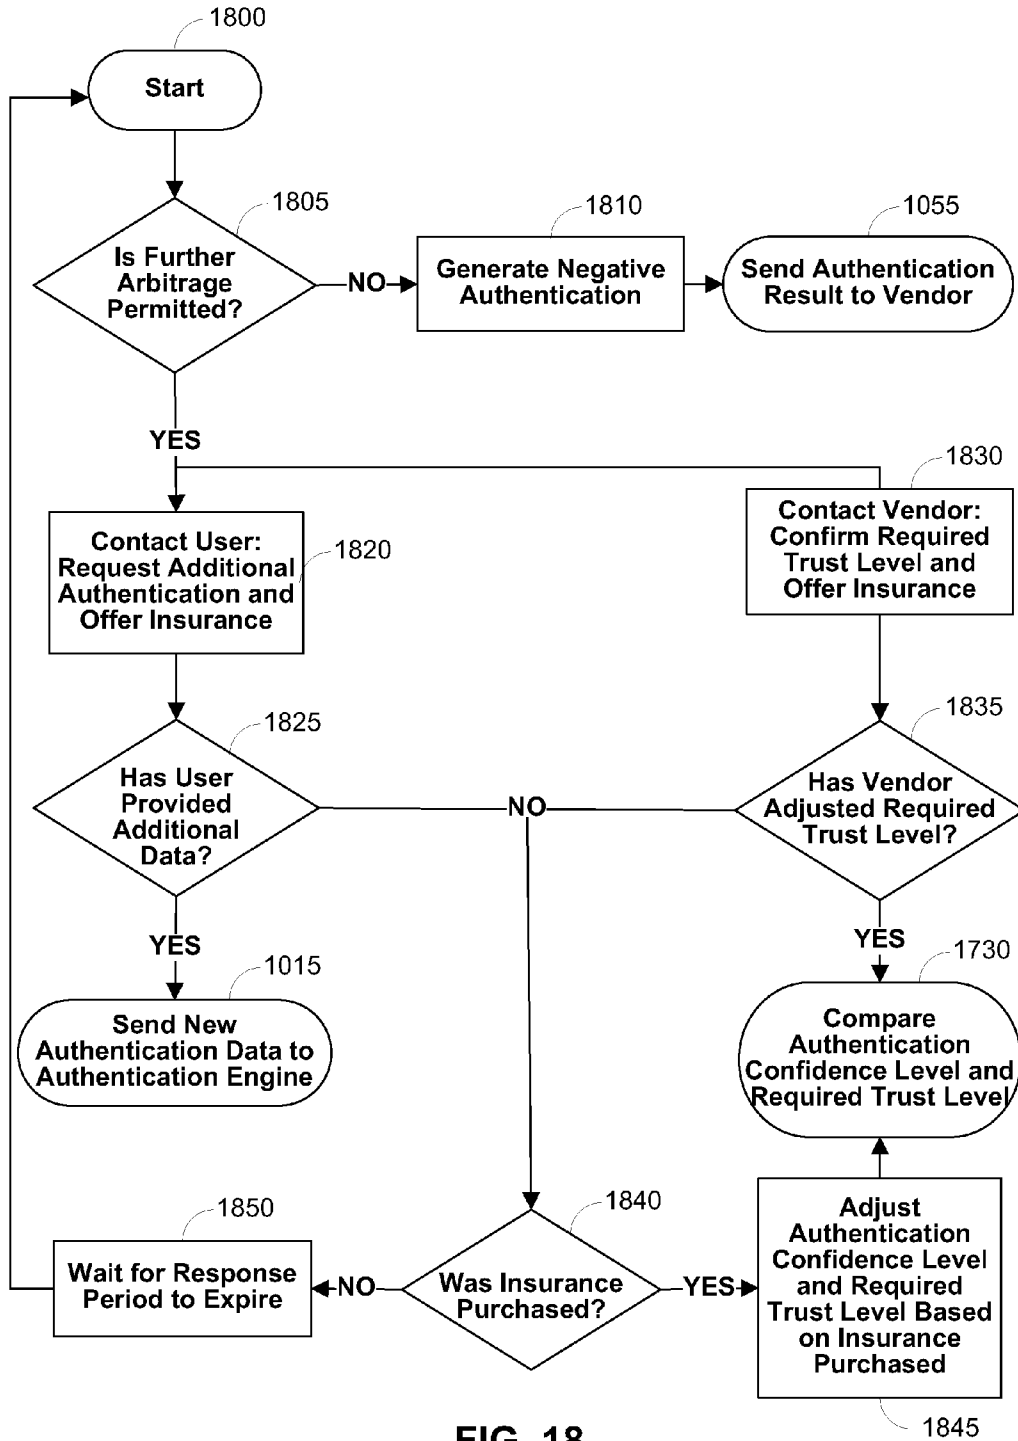 1800
Start
1805
Is Further
Arbitrage
Permitted?
NO
1810
Generate Negative
Authentication
1055
Send Authentication
Result to Vendor
YES
1820
Contact User:
Request Additional
Authentication and
Offer Insurance
1830
Contact Vendor:
Confirm Required
Trust Level and
Offer Insurance
1825
Has User
Provided
Additional
Data?
NO
1835
Has Vendor
Adjusted Required
Trust Level?
YES
1015
Send New
Authentication Data to
Authentication Engine
YES
1730
Compare
Authentication
Confidence Level and
Required Trust Level
1850
Wait for Response
Period to Expire
NO
1840
Was Insurance
Purchased?
YES
Adjust
Authentication
Confidence Level
and Required
Trust Level Based
on Insurance
Purchased
1845
FIG. 18